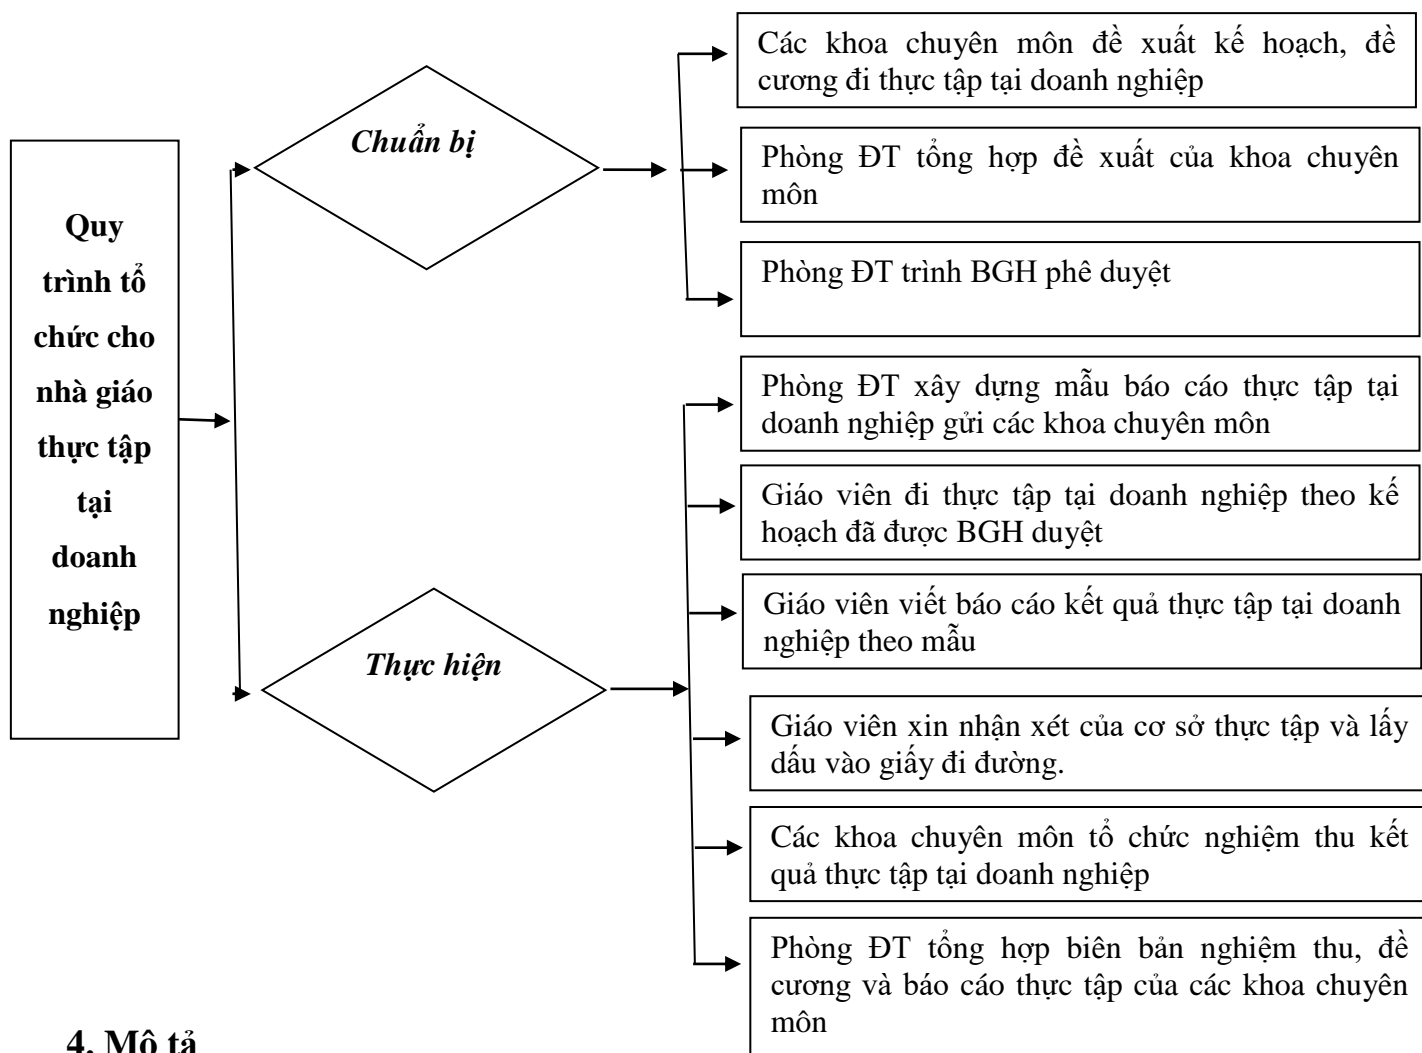 Quy
trình tổ
chức cho
nhà giáo
thực tập
tại
doanh
nghiệp
Chuẩn bị
Các khoa chuyên môn đề xuất kế hoạch, đề
cương đi thực tập tại doanh nghiệp
Phòng ĐT tổng hợp đề xuất của khoa chuyên
môn
Phòng ĐT trình BGH phê duyệt
Thực hiện
Phòng ĐT xây dựng mẫu báo cáo thực tập tại
doanh nghiệp gửi các khoa chuyên môn
Giáo viên đi thực tập tại doanh nghiệp theo kế
hoạch đã được BGH duyệt
Giáo viên viết báo cáo kết quả thực tập tại doanh
nghiệp theo mẫu
Giáo viên xin nhận xét của cơ sở thực tập và lấy
dấu vào giấy đi đường.
Các khoa chuyên môn tổ chức nghiệm thu kết
quả thực tập tại doanh nghiệp
Phòng ĐT tổng hợp biên bản nghiệm thu, đề
cương và báo cáo thực tập của các khoa chuyên
môn
4. Mô tả